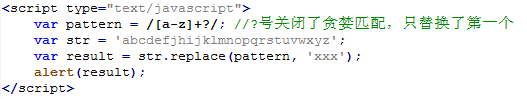 <script type="text/javascript">
var pattern = /[a-z]+?/; //?号关闭了贪婪匹配，只替换了第一个
var str = 'abcdefjhijklmnopqrstuvwxyz';
var result = str.replace(pattern, 'xxx');
alert(result);
</script>